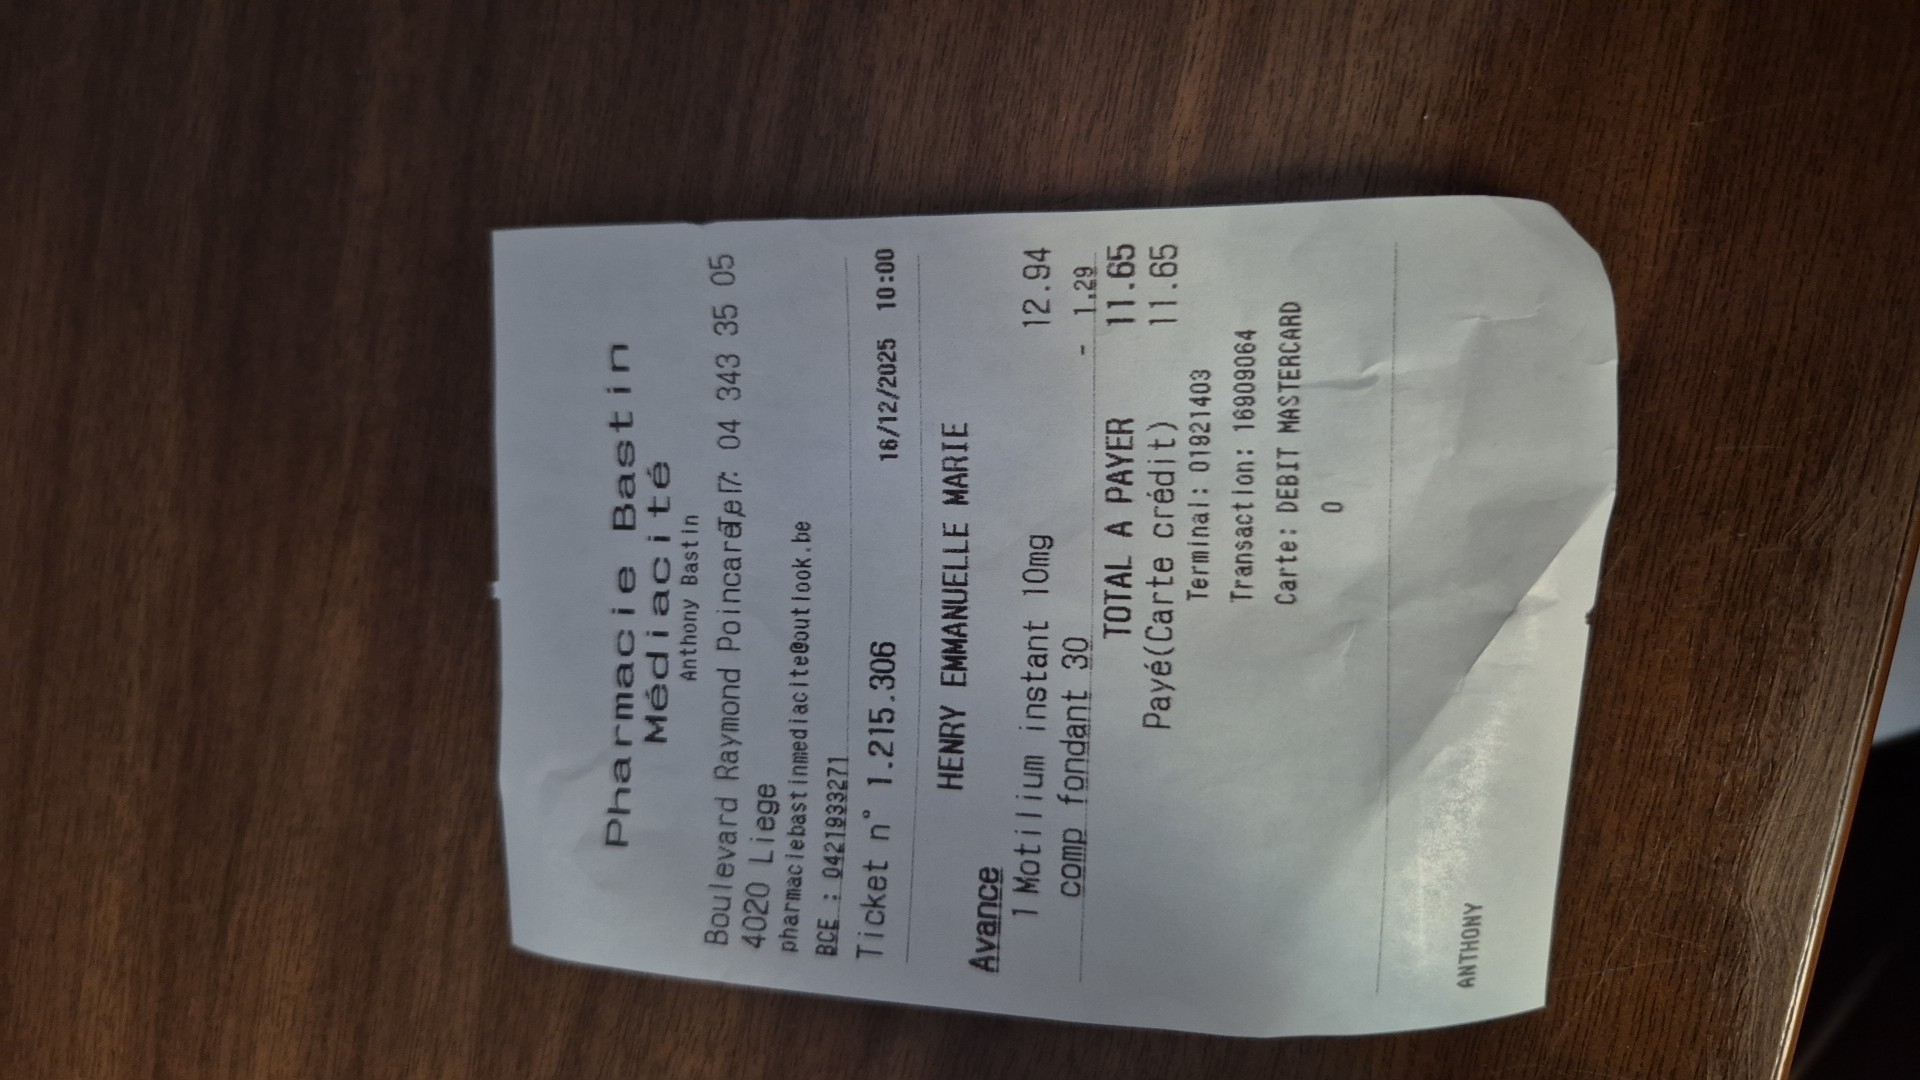 Pharmacie Bastin
Médiacité
Anthony Bastin
Boulevard Raymond Poincaré, 7 Tel : 04 343 35 05
4020 Liege
pharmaciebastinmediacite@outlook.be
BCE : 0421933271
Ticket n° 1.215.306 16/12/2025 10:00
HENRY EMMANUELLE MARIE
Avance
1 Motilium instant 10mg 12.94
comp fondant 30 - 1.29
TOTAL A PAYER 11.65
Payé(Carte crédit) 11.65
Terminal: 01921403
Transaction: 16909064
Carte: DEBIT MASTERCARD
0
ANTHONY